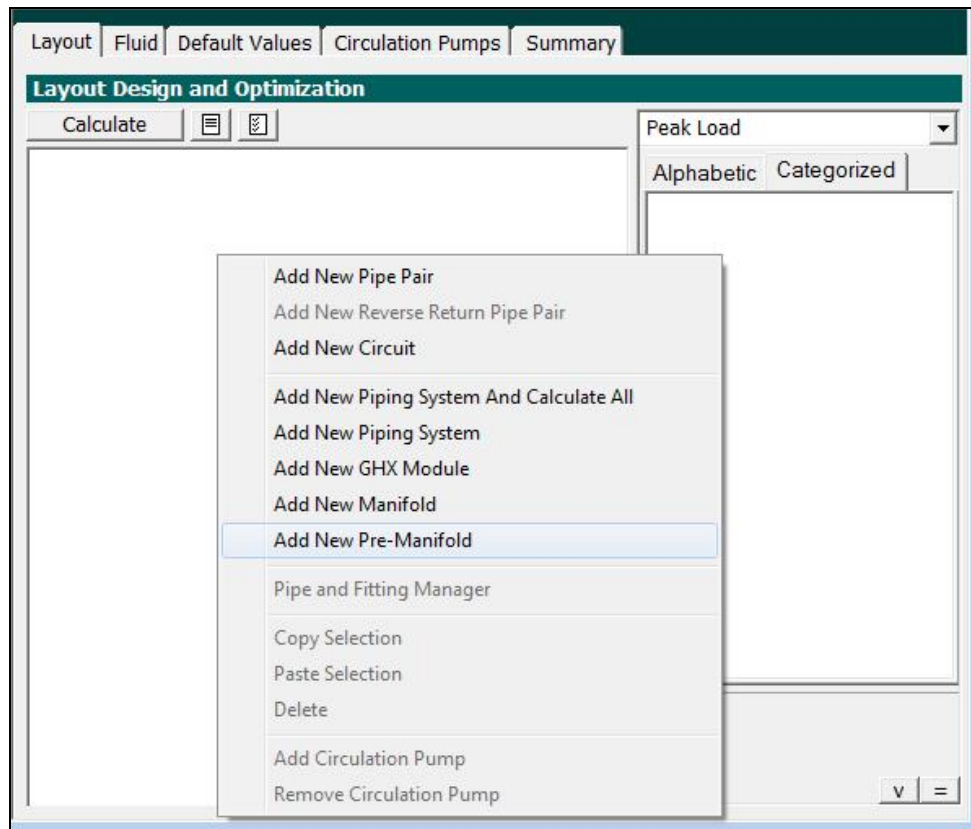 Layout Fluid Default Values Circulation Pumps Summary
Layout Design and Optimization
Calculate
Peak Load
Alphabetic Categorized
Add New Pipe Pair
Add New Reverse Return Pipe Pair
Add New Circuit
Add New Piping System And Calculate All
Add New Piping System
Add New GHX Module
Add New Manifold
Add New Pre-Manifold
Pipe and Fitting Manager
Copy Selection
Paste Selection
Delete
Add Circulation Pump
Remove Circulation Pump
v =